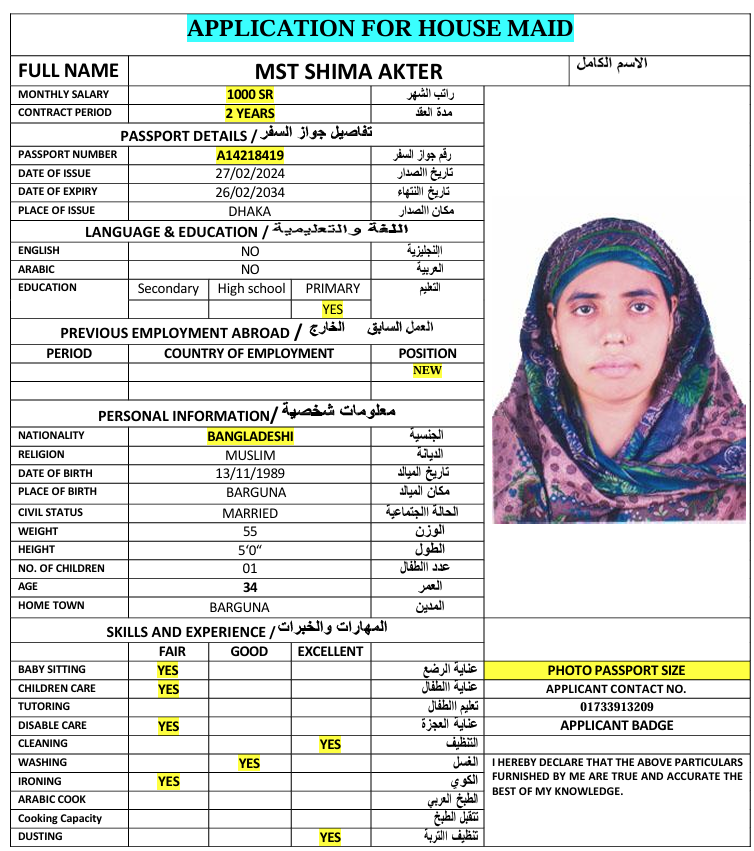 APPLICATION FOR HOUSE MAID
FULL NAME MST SHIMA AKTER الاسم الكامل
MONTHLY SALARY 1000 SR راتب الشهر
CONTRACT PERIOD 2 YEARS مدة العقد
PASSPORT DETAILS / تفاصيل جواز السفر
PASSPORT NUMBER A14218419 رقم جواز السفر
DATE OF ISSUE 27/02/2024 تاريخ االصدار
DATE OF EXPIRY 26/02/2034 تاريخ االنتهاء
PLACE OF ISSUE DHAKA مكان االصدار
LANGUAGE & EDUCATION / اللغة والتعليمية
ENGLISH NO االنجليزية
ARABIC NO العربية
EDUCATION Secondary High school PRIMARY التعليم
YES
PREVIOUS EMPLOYMENT ABROAD / العمل السابق الخارج
PERIOD COUNTRY OF EMPLOYMENT POSITION
NEW
PERSONAL INFORMATION/ معلومات شخصية
NATIONALITY BANGLADESHI الجنسية
RELIGION MUSLIM الديانة
DATE OF BIRTH 13/11/1989 تاريخ الميالد
PLACE OF BIRTH BARGUNA مكان الميالد
CIVIL STATUS MARRIED الحالة االجتماعية
WEIGHT 55 الوزن
HEIGHT 5'0" الطول
NO. OF CHILDREN 01 عدد االطفال
AGE 34 العمر
HOME TOWN BARGUNA المدين
SKILLS AND EXPERIENCE / المهارات والخبرات
FAIR GOOD EXCELLENT
BABY SITTING YES عناية الرضع
CHILDREN CARE YES عناية االطفال
TUTORING تعليم االطفال
DISABLE CARE YES عناية العجزة
CLEANING YES التنظيف
WASHING YES الغسل
IRONING YES الكوي
ARABIC COOK الطبخ العربي
Cooking Capacity تتقبل الطبخ
DUSTING YES تنظيف االتربة
PHOTO PASSPORT SIZE
APPLICANT CONTACT NO.
01733913209
APPLICANT BADGE
I HEREBY DECLARE THAT THE ABOVE PARTICULARS
FURNISHED BY ME ARE TRUE AND ACCURATE THE
BEST OF MY KNOWLEDGE.